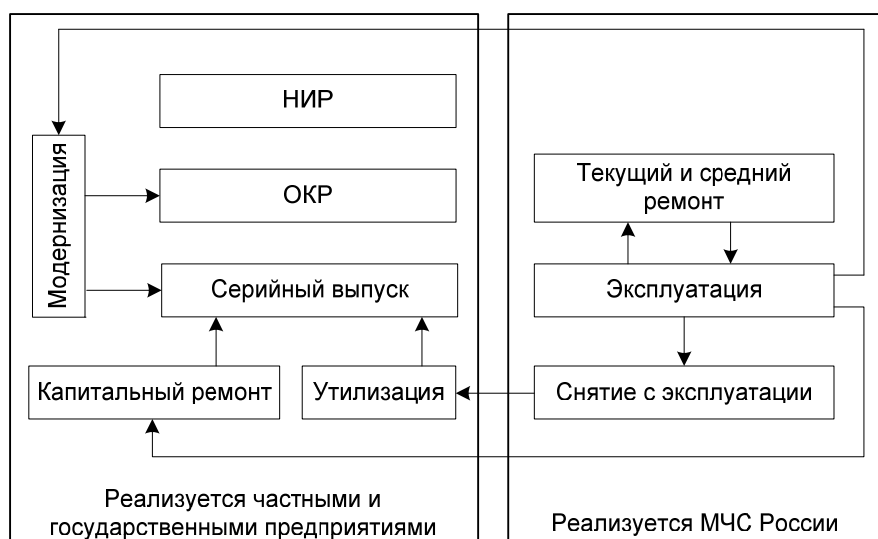 НИР
Модернизация
ОКР
Серийный выпуск
Капитальный ремонт
Утилизация
Реализуется частными и
государственными предприятиями
Текущий и средний
ремонт
Эксплуатация
Снятие с эксплуатации
Реализуется МЧС России